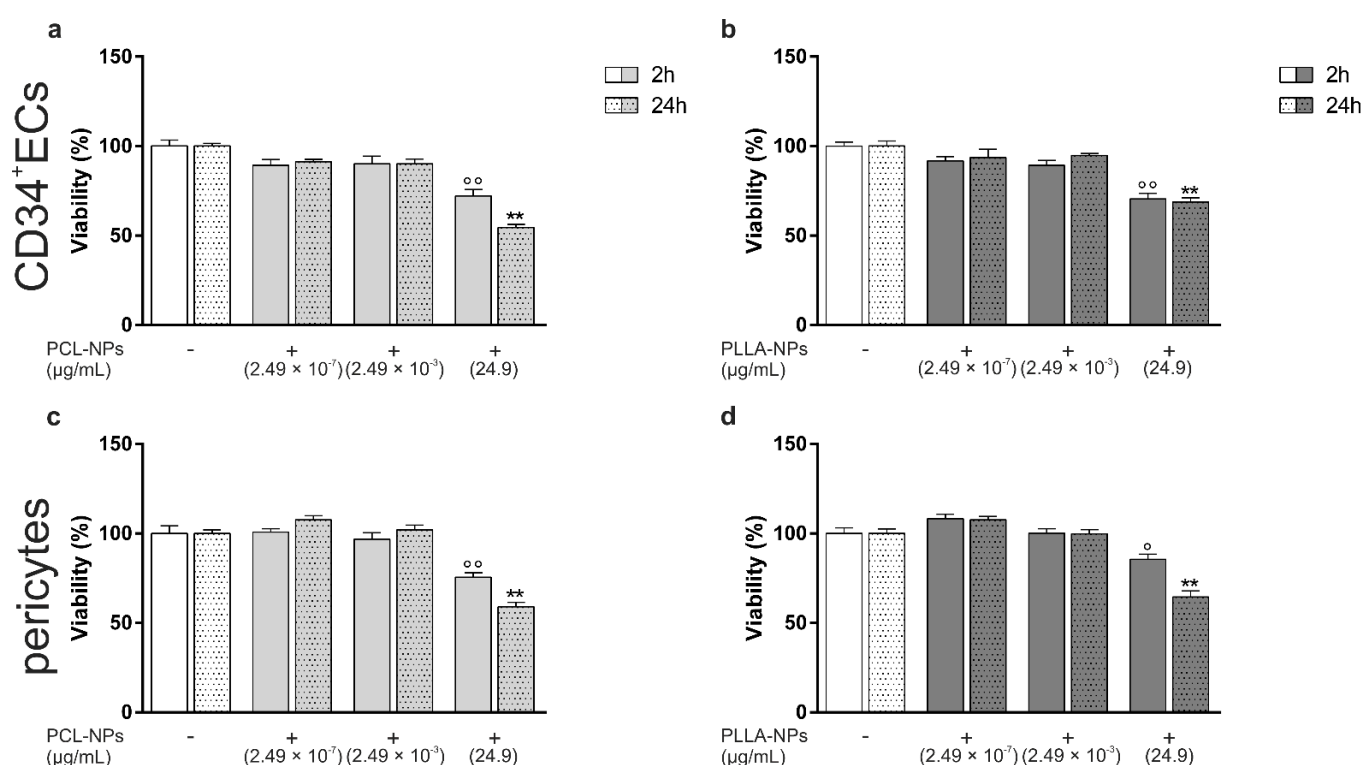 a
150
100
50
0
Viability (%)
CD34⁺ECs
2h
24h
°°
**
PCL-NPs - + + +
(µg/mL) (2.49 × 10⁻⁷) (2.49 × 10⁻³) (24.9)
b
150
100
50
0
Viability (%)
2h
24h
°°
**
PLLA-NPs - + + +
(µg/mL) (2.49 × 10⁻⁷) (2.49 × 10⁻³) (24.9)
c
150
100
50
0
Viability (%)
pericytes
°°
**
PCL-NPs - + + +
(µg/mL) (2.49 × 10⁻⁷) (2.49 × 10⁻³) (24.9)
d
150
100
50
0
Viability (%)
°
**
PLLA-NPs - + + +
(µg/mL) (2.49 × 10⁻⁷) (2.49 × 10⁻³) (24.9)